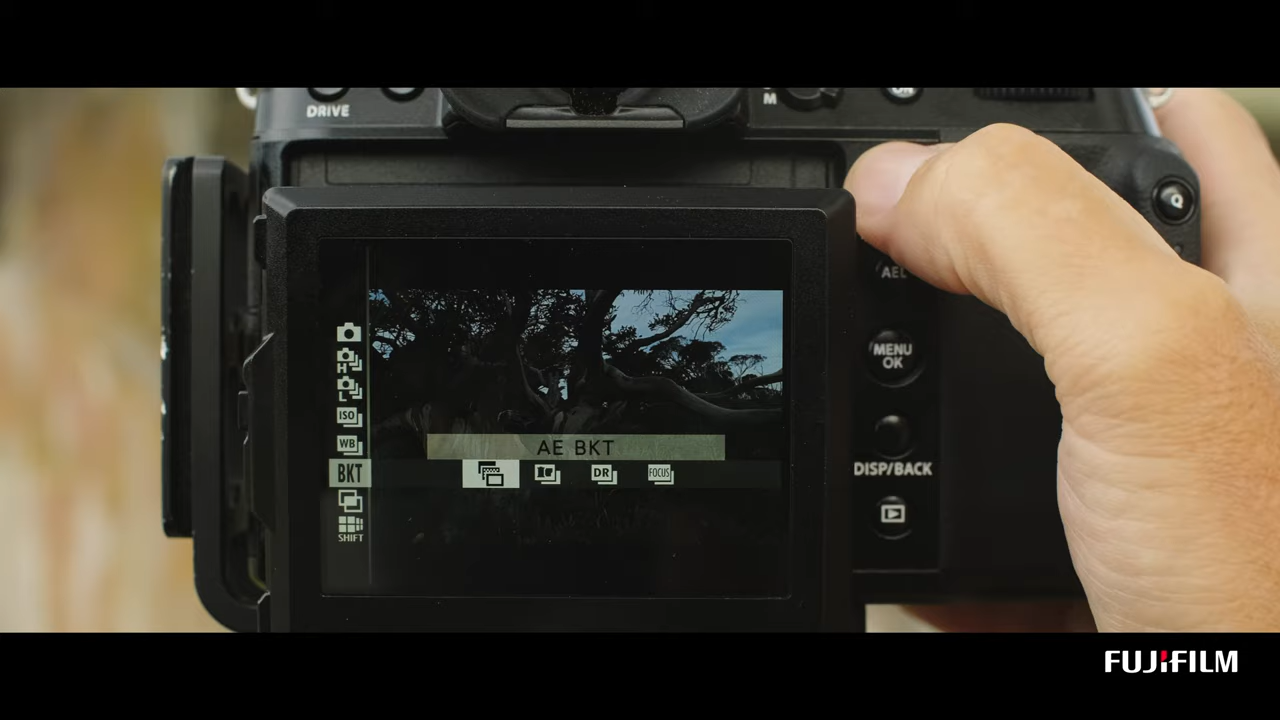 DRIVE
M
Q
AEL
MENU
OK
DISP/BACK
H
L
ISO
WB
BKT
SHIFT
AE BKT
DR
FOCUS
FUJIFILM